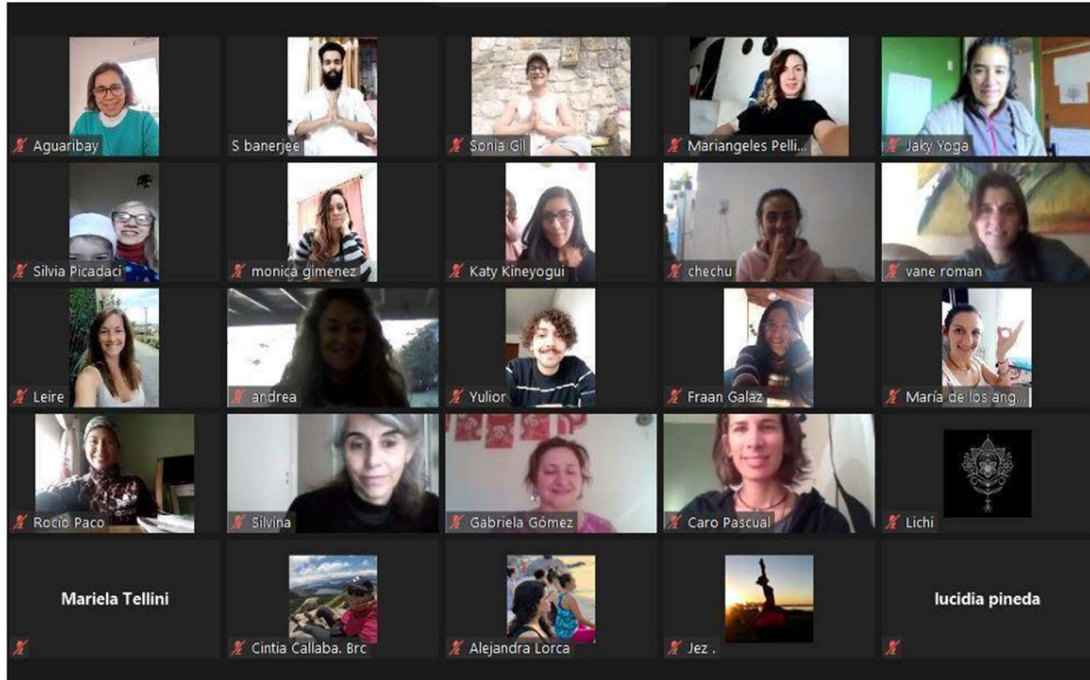 Aguaribay
S banerjee
Sonia Gil
Mariangeles Pelli...
Jaky Yoga
Silvia Picadaci
monica gimenez
Katy Kineyogui
chechu
vane roman
Leire
andrea
Yulior
Fraan Galaz
María de los ang...
Rocio Paco
Silvina
Gabriela Gómez
Caro Pascual
Lichi
Mariela Tellini
Cintia Callaba. Brc
Alejandra Lorca
Jez .
lucidia pineda